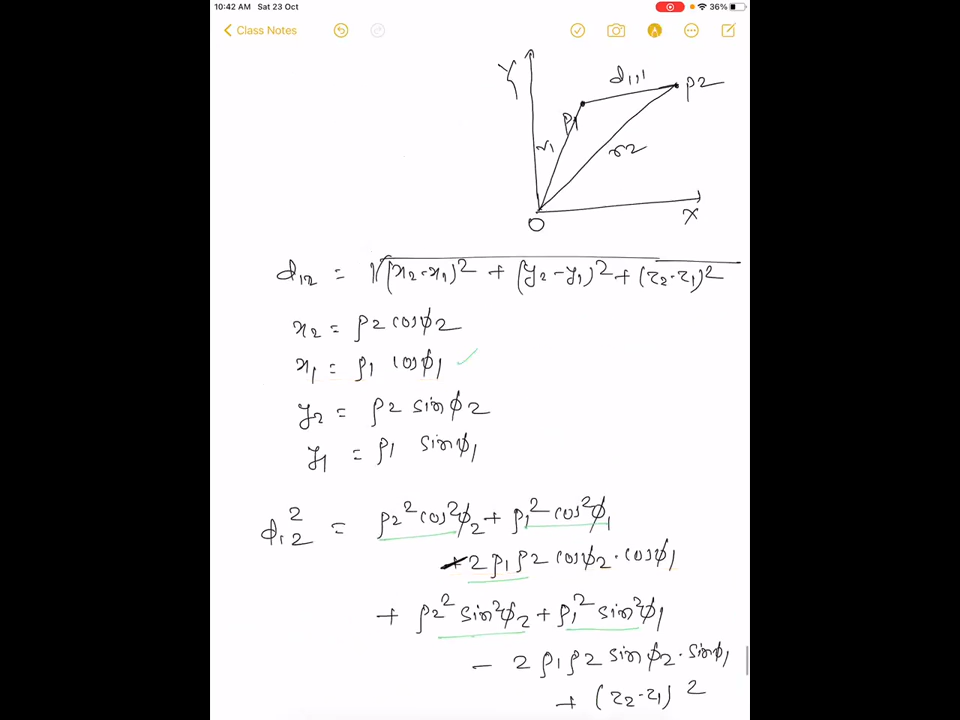 10:42 AM Sat 23 Oct 36%
Class Notes
Y
d₁,₁
P2
P1
r1
r2
X
O
d₁₂ = √(x₂-x₁)² + (y₂-y₁)² + (z₂-z₁)²
x₂ = ρ2 cosϕ2
x₁ = ρ₁ cosϕ₁ ✓
y₂ = ρ2 sinϕ2
y₁ = ρ₁ sinϕ₁
d₁₂² = ρ2² cos²ϕ₂ + ρ₁² cos²ϕ₁
-2 ρ₁ ρ2 cosϕ₂ · cosϕ₁
+ ρ2² sin²ϕ₂ + ρ₁² sin²ϕ₁
- 2 ρ₁ ρ2 sinϕ₂ · sinϕ₁
+ (z₂-z₁)²